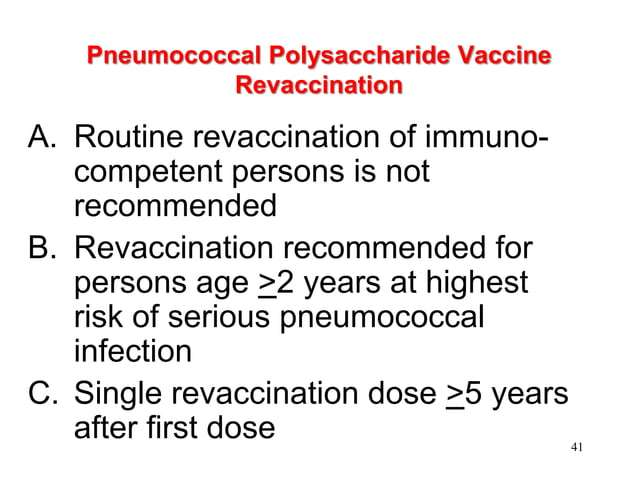 Pneumococcal Polysaccharide Vaccine
Revaccination
A. Routine revaccination of immuno-
competent persons is not
recommended
B. Revaccination recommended for
persons age >2 years at highest
risk of serious pneumococcal
infection
C. Single revaccination dose >5 years
after first dose
41